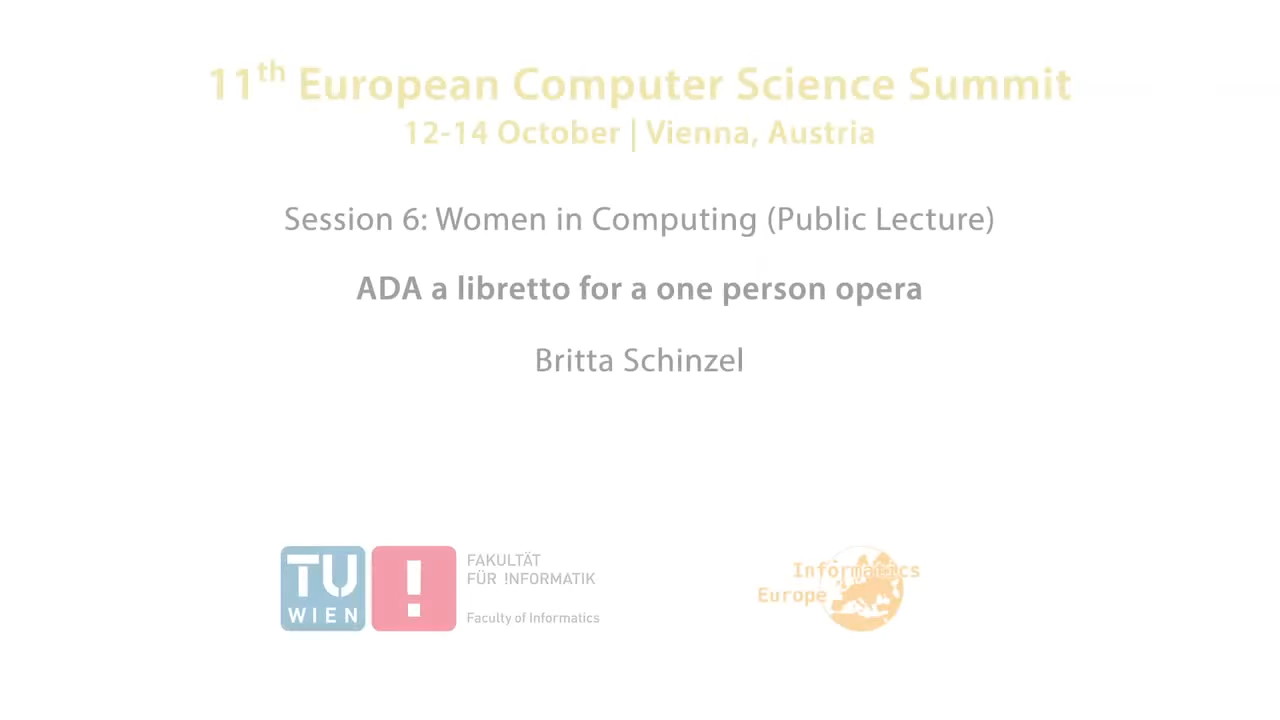 11th European Computer Science Summit
12-14 October | Vienna, Austria
Session 6: Women in Computing (Public Lecture)
ADA a libretto for a one person opera
Britta Schinzel
TU
WIEN
!
FAKULTÄT
FÜR !NFORMATIK
Faculty of Informatics
Informatics
Europe